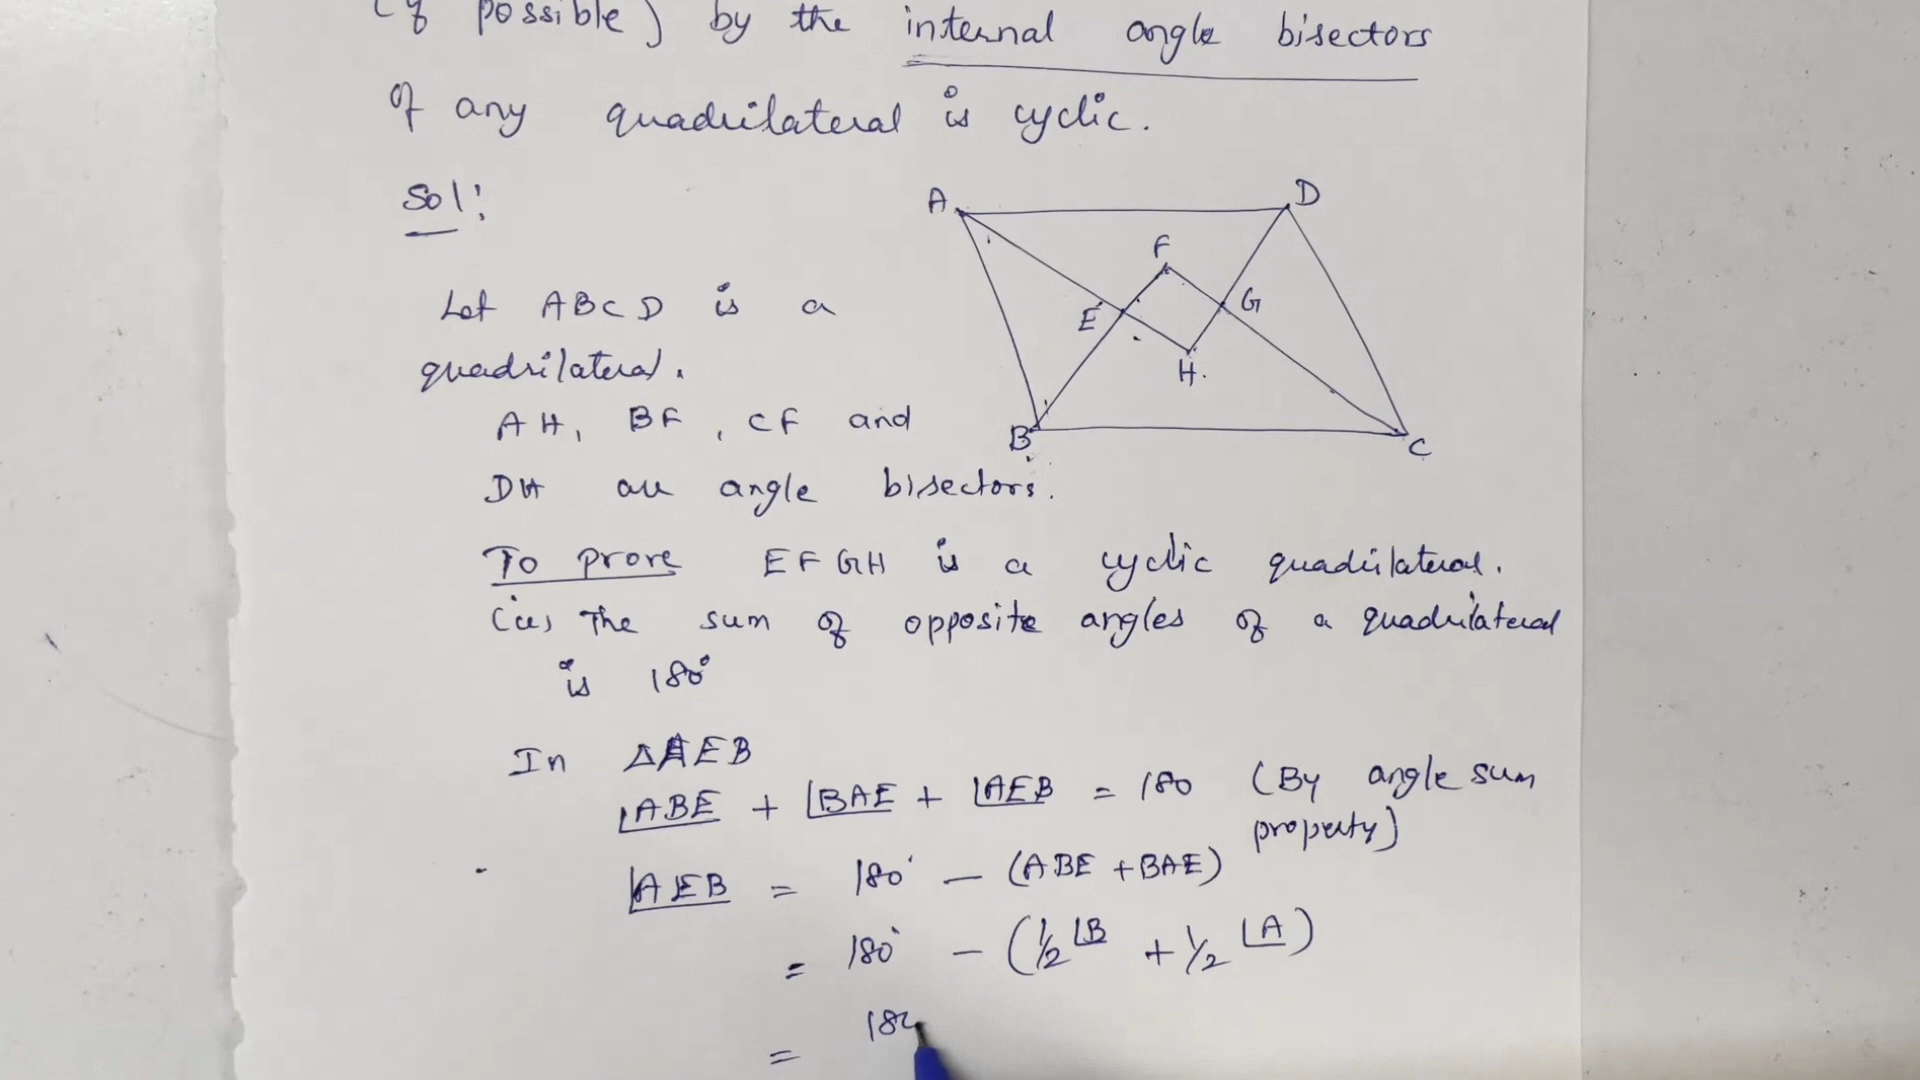 (if possible) by the internal angle bisectors
of any quadrilateral is cyclic.
Sol:
A
D
F
E
G
H.
B
C
Let ABCD is a
quadrilateral.
AH, BF, CF and
DH are angle bisectors.
To prove EFGH is a cyclic quadrilateral.
(ie) The sum of opposite angles of a quadrilateral
is 180°
In ΔAEB
∠ABE + ∠BAE + ∠AEB = 180 (By angle sum
property)
∠AEB = 180° - (ABE + BAE)
= 180° - (1/2 ∠B + 1/2 ∠A)
= 180